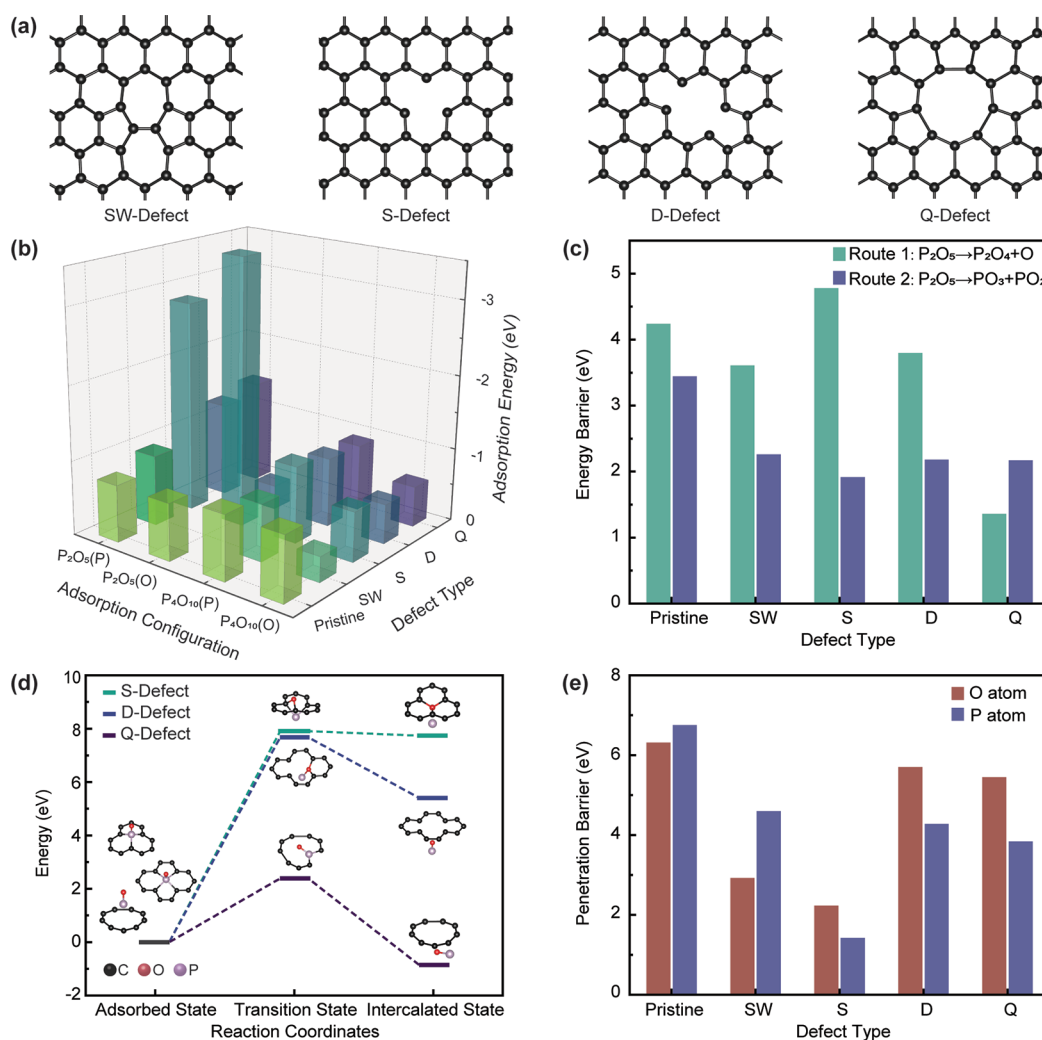 (a)
SW-Defect
S-Defect
D-Defect
Q-Defect
(b)
-3
-2
-1
0
Adsorption Energy (eV)
P₂O₅(P)
P₂O₅(O)
P₄O₁₀(P)
P₄O₁₀(O)
Adsorption Configuration
Pristine
SW
S
D
Q
Defect Type
(c)
Route 1: P₂O₅→P₂O₄+O
Route 2: P₂O₅→PO₃+PO₂
5
4
3
2
1
0
Energy Barrier (eV)
Pristine
SW
S
D
Q
Defect Type
(d)
S-Defect
D-Defect
Q-Defect
10
8
6
4
2
0
-2
Energy (eV)
C
O
P
Adsorbed State
Transition State
Intercalated State
Reaction Coordinates
(e)
O atom
P atom
8
6
4
2
0
Penetration Barrier (eV)
Pristine
SW
S
D
Q
Defect Type